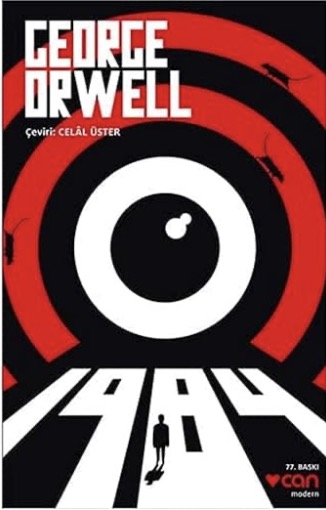 GEORGE
ORWELL
Çeviri: CELÂL ÜSTER
1984
77. BASKI
can
modern